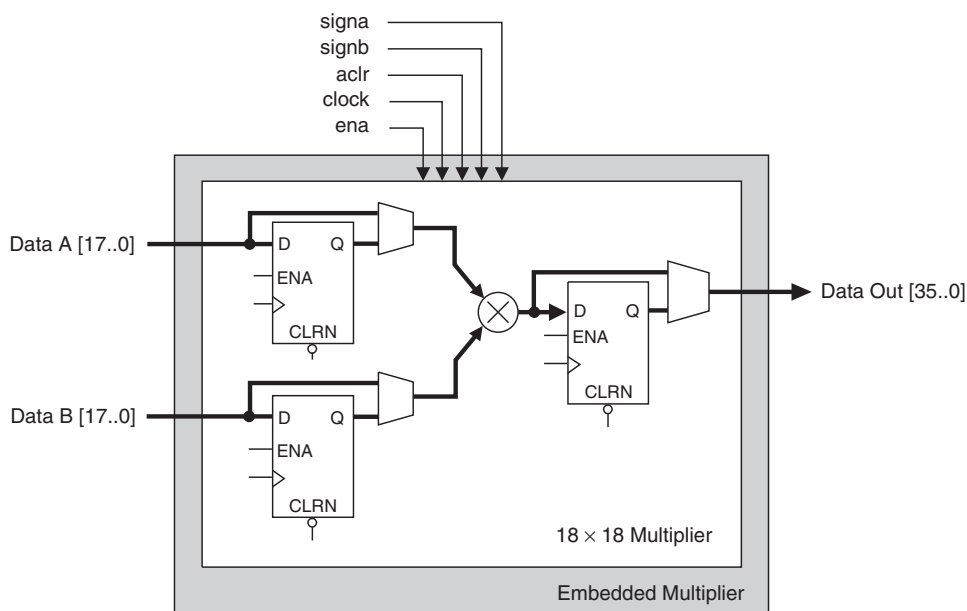 signa
signb
aclr
clock
ena
Data A [17..0]
D
Q
ENA
CLRN
Data B [17..0]
D
Q
ENA
CLRN
D
Q
ENA
CLRN
Data Out [35..0]
18 × 18 Multiplier
Embedded Multiplier